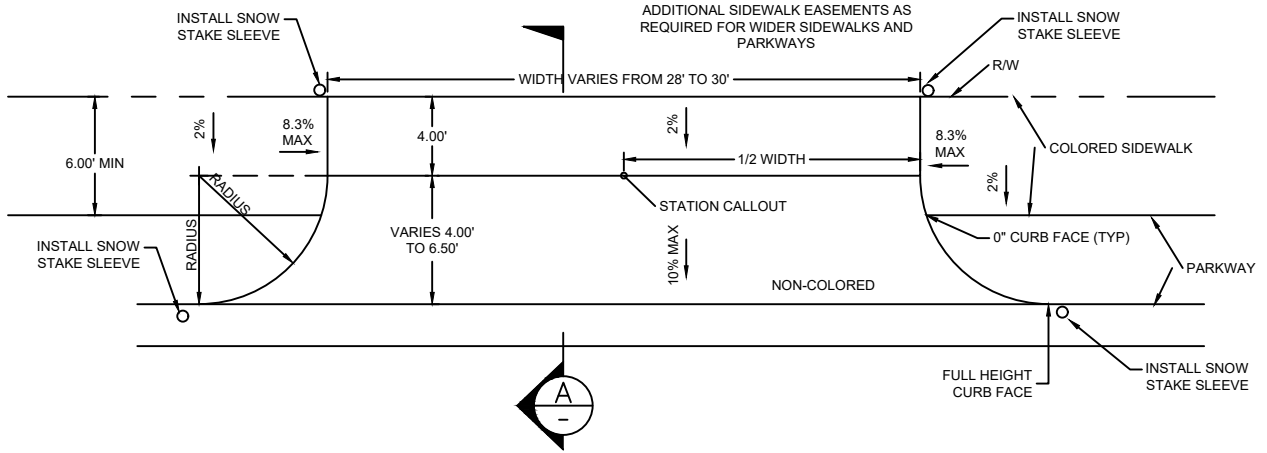 INSTALL SNOW
STAKE SLEEVE
ADDITIONAL SIDEWALK EASEMENTS AS
REQUIRED FOR WIDER SIDEWALKS AND
PARKWAYS
INSTALL SNOW
STAKE SLEEVE
R/W
WIDTH VARIES FROM 28' TO 30'
2%
8.3%
MAX
4.00'
2%
8.3%
MAX
6.00' MIN
1/2 WIDTH
COLORED SIDEWALK
2%
RADIUS
STATION CALLOUT
RADIUS
VARIES 4.00'
TO 6.50'
0" CURB FACE (TYP)
INSTALL SNOW
STAKE SLEEVE
10% MAX
PARKWAY
NON-COLORED
FULL HEIGHT
CURB FACE
INSTALL SNOW
STAKE SLEEVE
A
-